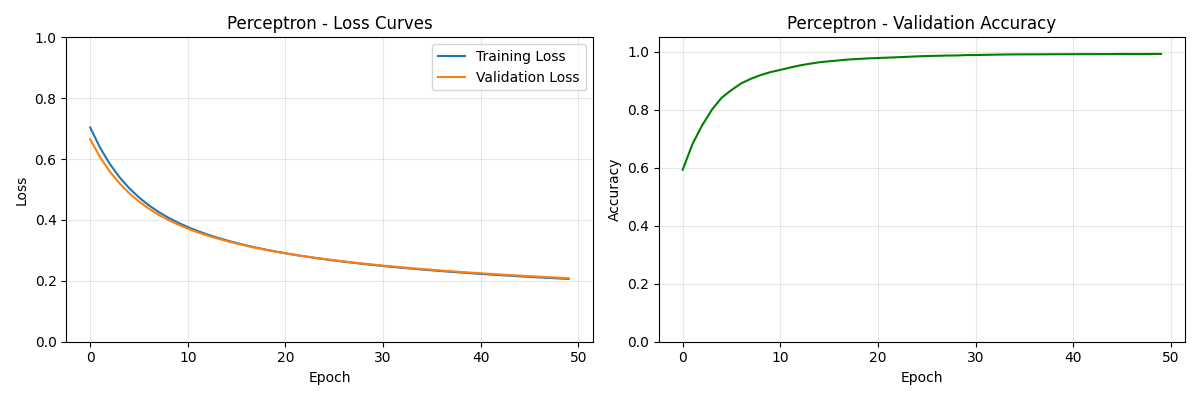 Perceptron - Loss Curves
Training Loss
Validation Loss
Loss
1.0
0.8
0.6
0.4
0.2
0.0
0 10 20 30 40 50
Epoch
Perceptron - Validation Accuracy
Accuracy
1.0
0.8
0.6
0.4
0.2
0.0
0 10 20 30 40 50
Epoch